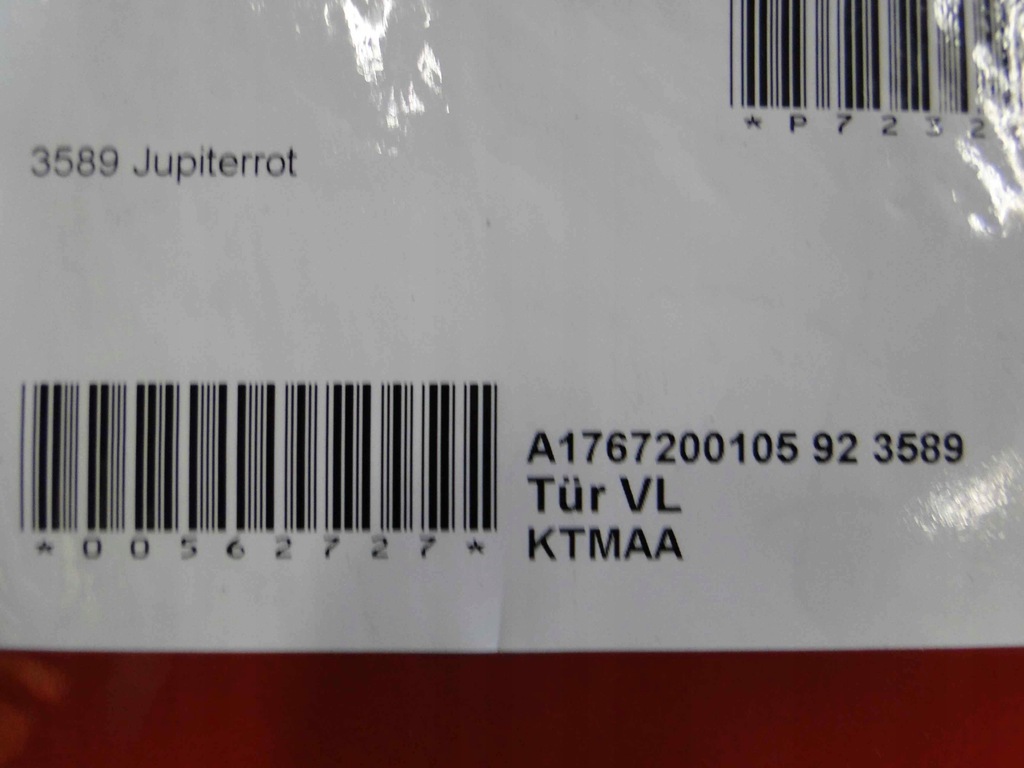 *P7232
3589 Jupiterrot
*00562727*
A1767200105 92 3589
Tür VL
KTMAA